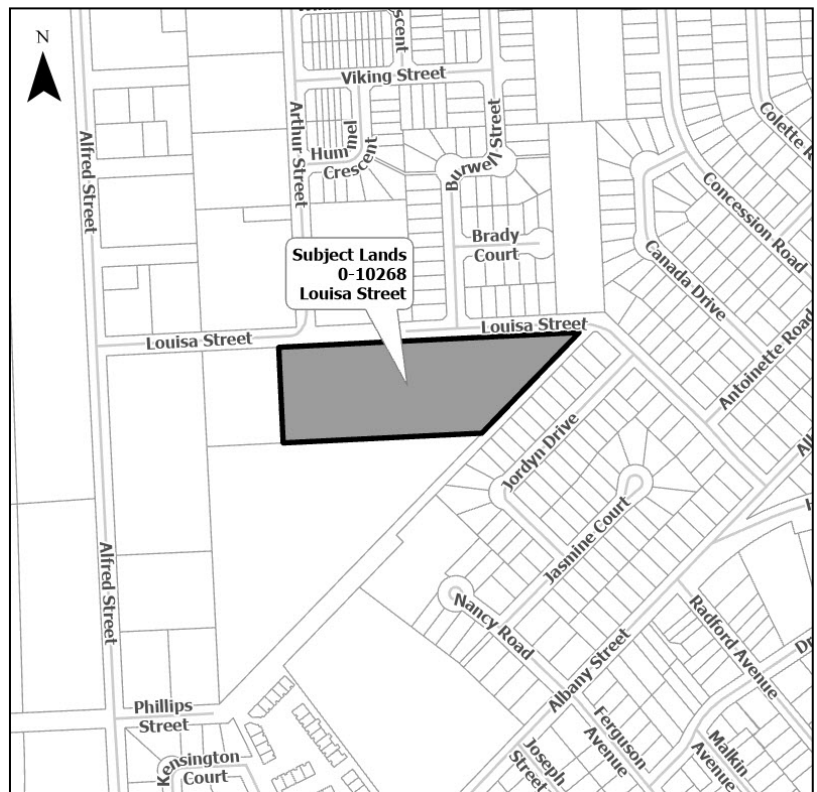 N
scent
Viking Street
Arthur Street
Alfred Street
Hummel
Crescent
Burwell Street
Colette R
Concession Road
Brady
Court
Canada Drive
Subject Lands
0-10268
Louisa Street
Louisa Street
Louisa Street
Antoinette Road
Jordyn Drive
Jasmine Court
Alfred Street
Nancy Road
Albany Street
Radford Avenue
Phillips
Street
Kensington
Court
Ferguson
Avenue
Joseph
Street
Malkin
Avenue